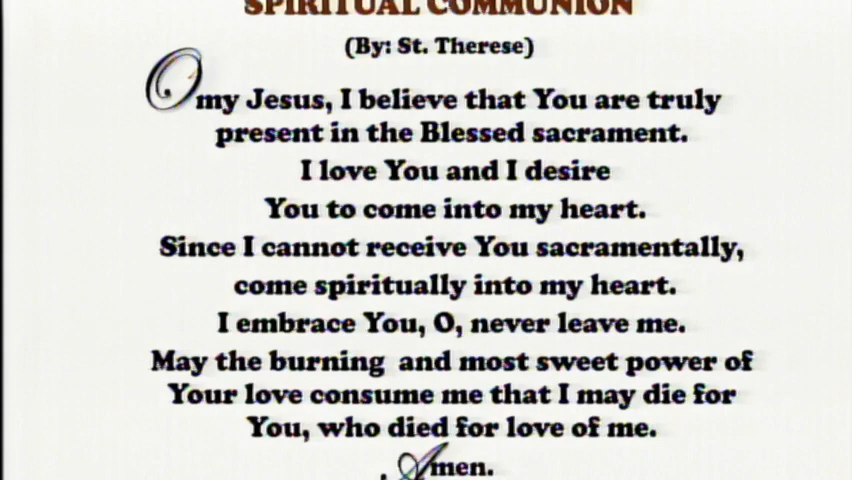 SPIRITUAL COMMUNION
(By: St. Therese)
O my Jesus, I believe that You are truly
present in the Blessed sacrament.
I love You and I desire
You to come into my heart.
Since I cannot receive You sacramentally,
come spiritually into my heart.
I embrace You, O, never leave me.
May the burning and most sweet power of
Your love consume me that I may die for
You, who died for love of me.
Amen.